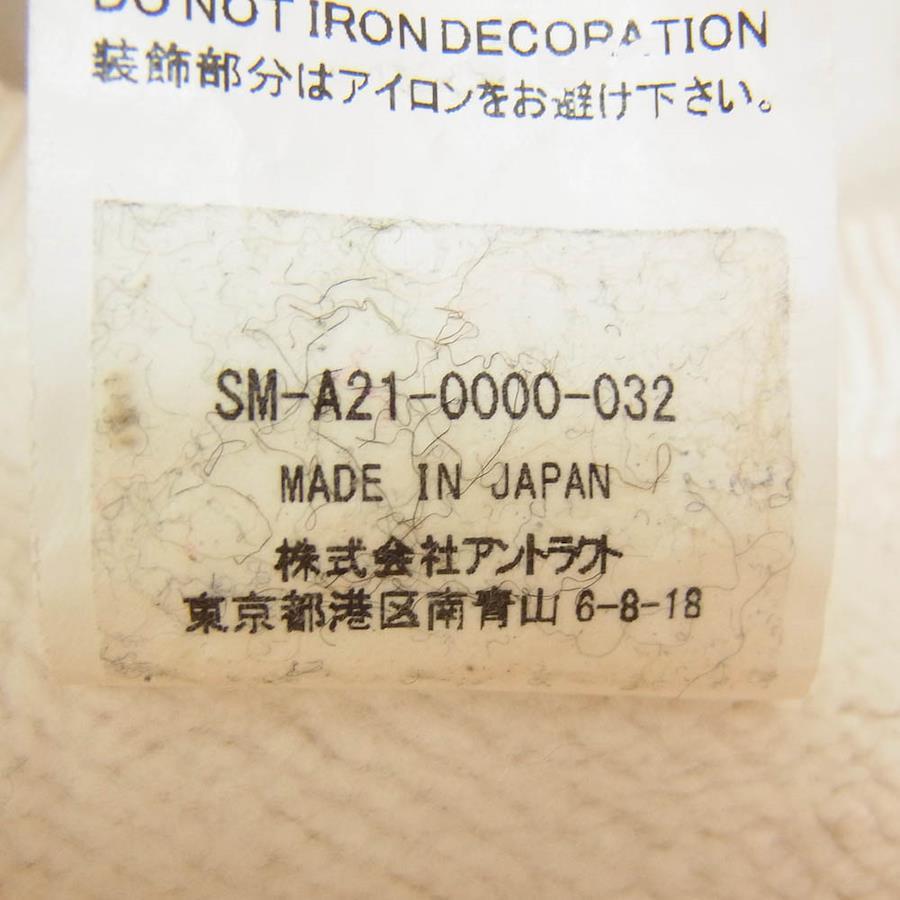 DO NOT IRON DECORATION
装飾部分はアイロンをお避け下さい。
SM-A21-0000-032
MADE IN JAPAN
株式会社アントラクト
東京都港区南青山 6-8-18